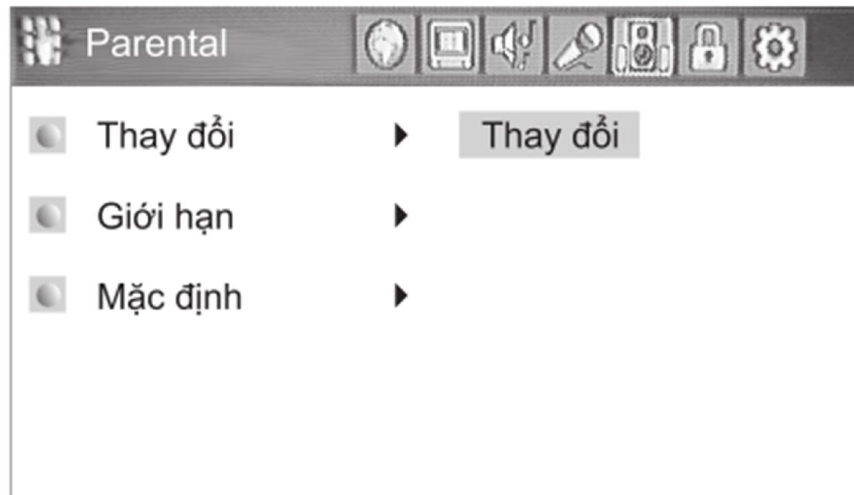 Parental
Thay đổi Thay đổi
Giới hạn
Mặc định